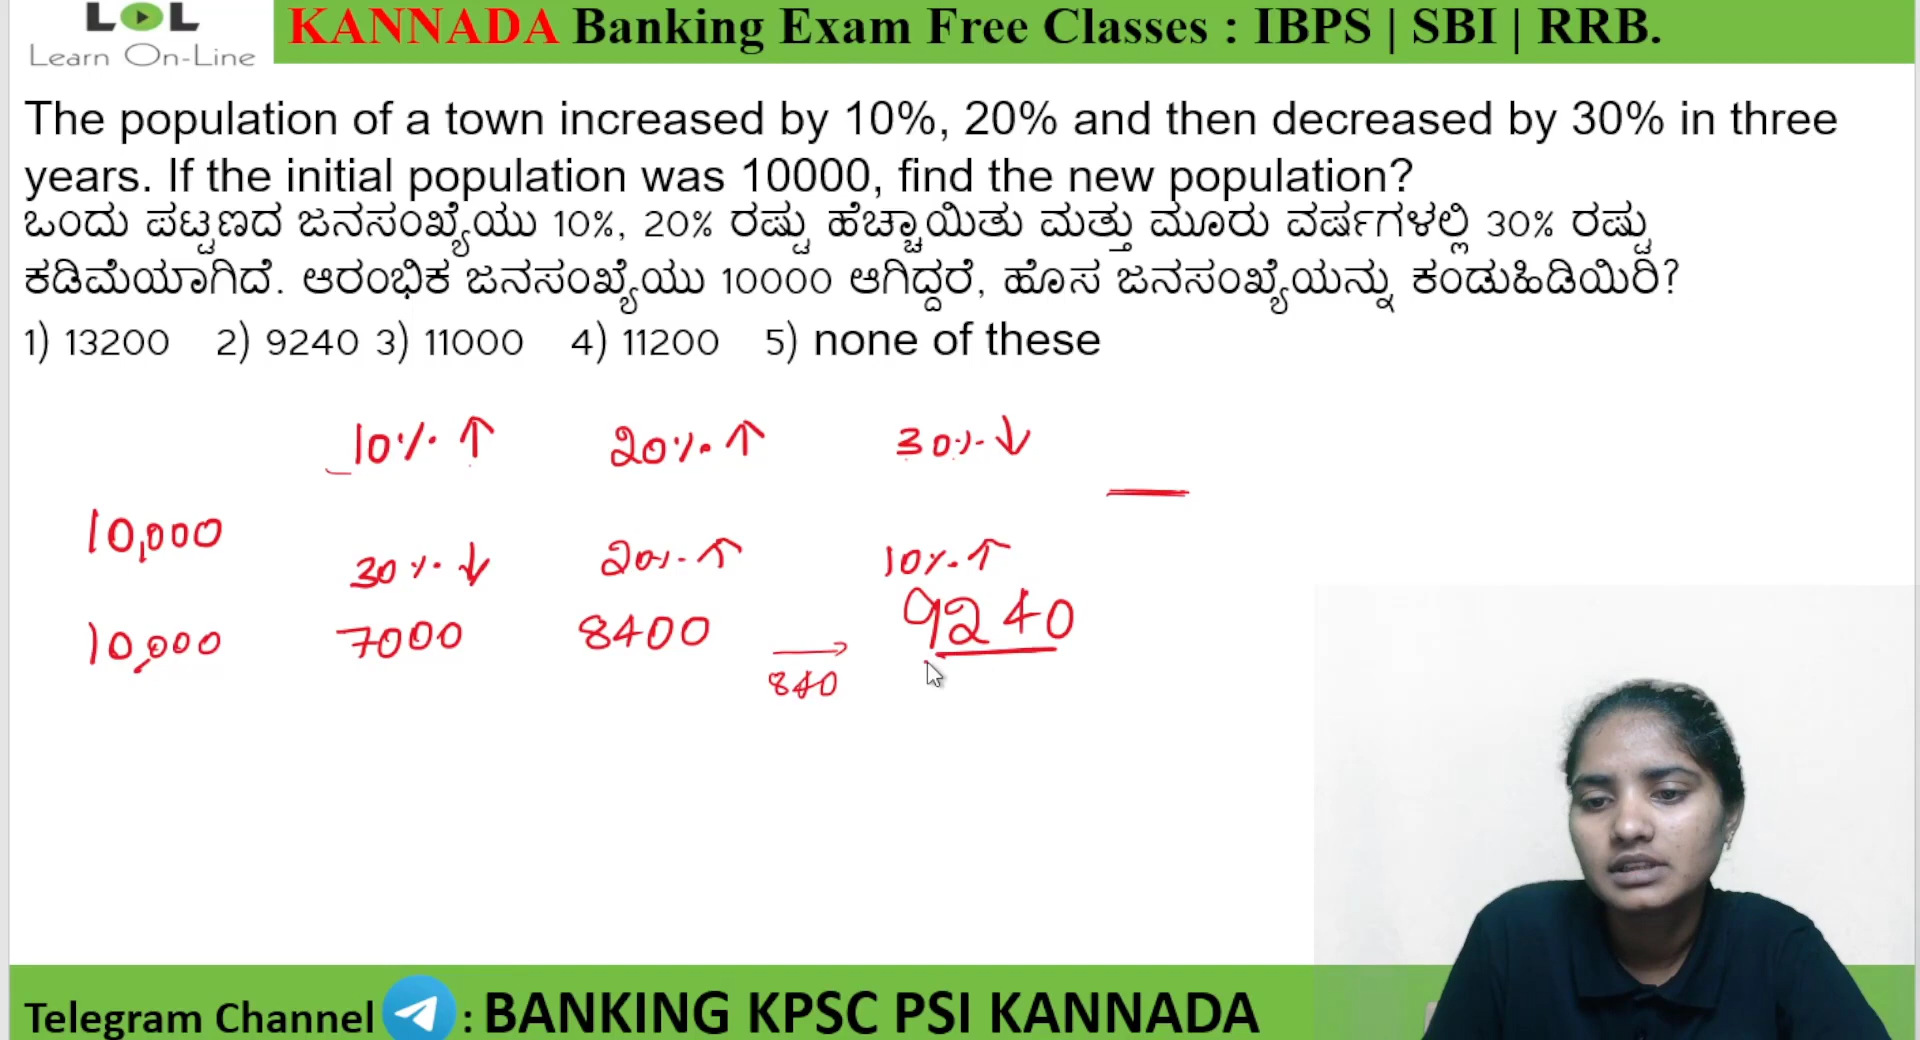 LOL
Learn On-Line
KANNADA Banking Exam Free Classes : IBPS | SBI | RRB.
The population of a town increased by 10%, 20% and then decreased by 30% in three
years. If the initial population was 10000, find the new population?
ಒಂದು ಪಟ್ಟಣದ ಜನಸಂಖ್ಯೆಯು 10%, 20% ರಷ್ಟು ಹೆಚ್ಚಾಯಿತು ಮತ್ತು ಮೂರು ವರ್ಷಗಳಲ್ಲಿ 30% ರಷ್ಟು
ಕಡಿಮೆಯಾಗಿದೆ. ಆರಂಭಿಕ ಜನಸಂಖ್ಯೆಯು 10000 ಆಗಿದ್ದರೆ, ಹೊಸ ಜನಸಂಖ್ಯೆಯನ್ನು ಕಂಡುಹಿಡಿಯಿರಿ?
1) 13200 2) 9240 3) 11000 4) 11200 5) none of these
10% ↑ 20% ↑ 30% ↓
10,000
30% ↓ 20% ↑ 10% ↑
10,000 7000 8400 → 9240
840
Telegram Channel : BANKING KPSC PSI KANNADA